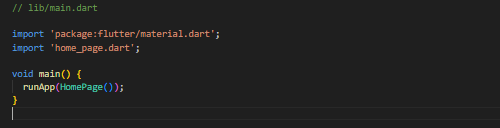 // lib/main.dart
import 'package:flutter/material.dart';
import 'home_page.dart';
void main() {
  runApp(HomePage());
}